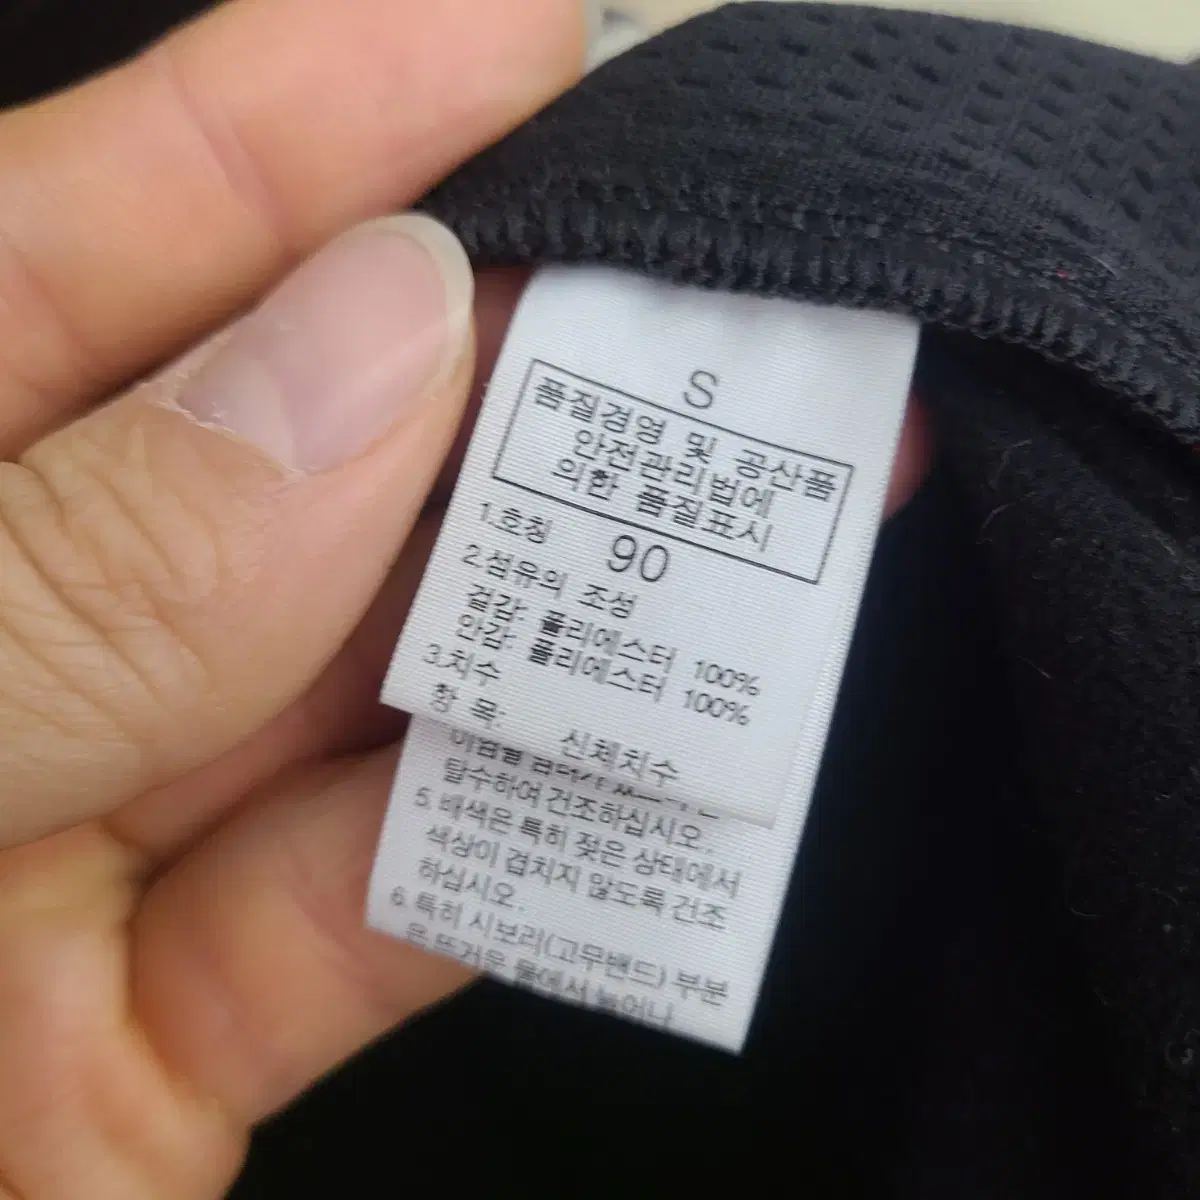 S
품질경영 및 공산품
안전관리법에
의한 품질표시
1.호칭 90
2.섬유의 조성
겉감: 폴리에스터 100%
안감: 폴리에스터 100%
3.치수
항 목: 신체치수
탈수하여 건조하십시오.
5. 배색은 특히 젖은 상태에서
색상이 겹치지 않도록 건조
하십시오.
6. 특히 시보리(고무밴드) 부분
은 뜨거운 물에서 늘어나